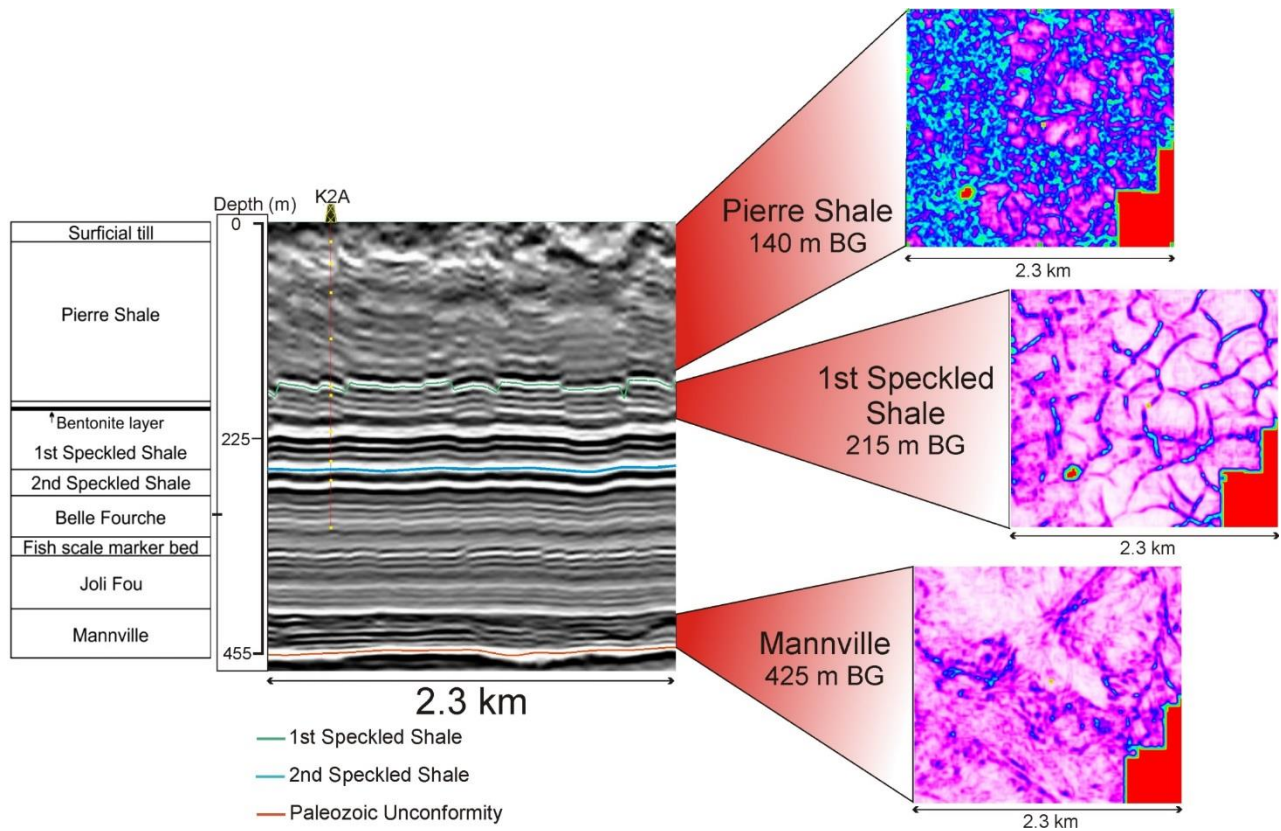 Depth (m)
K2A
0
225
455
Surficial till
Pierre Shale
↑Bentonite layer
1st Speckled Shale
2nd Speckled Shale
Belle Fourche
Fish scale marker bed
Joli Fou
Mannville
2.3 km
1st Speckled Shale
2nd Speckled Shale
Paleozoic Unconformity
Pierre Shale
140 m BG
2.3 km
1st Speckled
Shale
215 m BG
2.3 km
Mannville
425 m BG
2.3 km